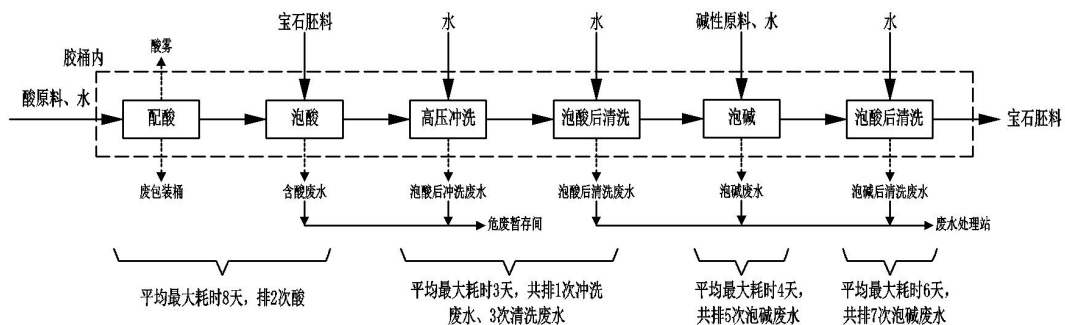 宝石胚料
水
水
碱性原料、水
酸雾
胶桶内
酸原料、水
配酸
泡酸
高压冲洗
泡酸后清洗
泡碱
泡酸后清洗
宝石胚料
废包装桶
含酸废水
泡酸后冲洗废水
泡酸后清洗废水
泡碱废水
泡碱后清洗废水
危废暂存间
废水处理站
平均最大耗时8天，排2次酸
平均最大耗时3天，共排1次冲洗
废水、3次清洗废水
平均最大耗时4天，
共排5次泡碱废水
平均最大耗时6天，
共排7次泡碱废水